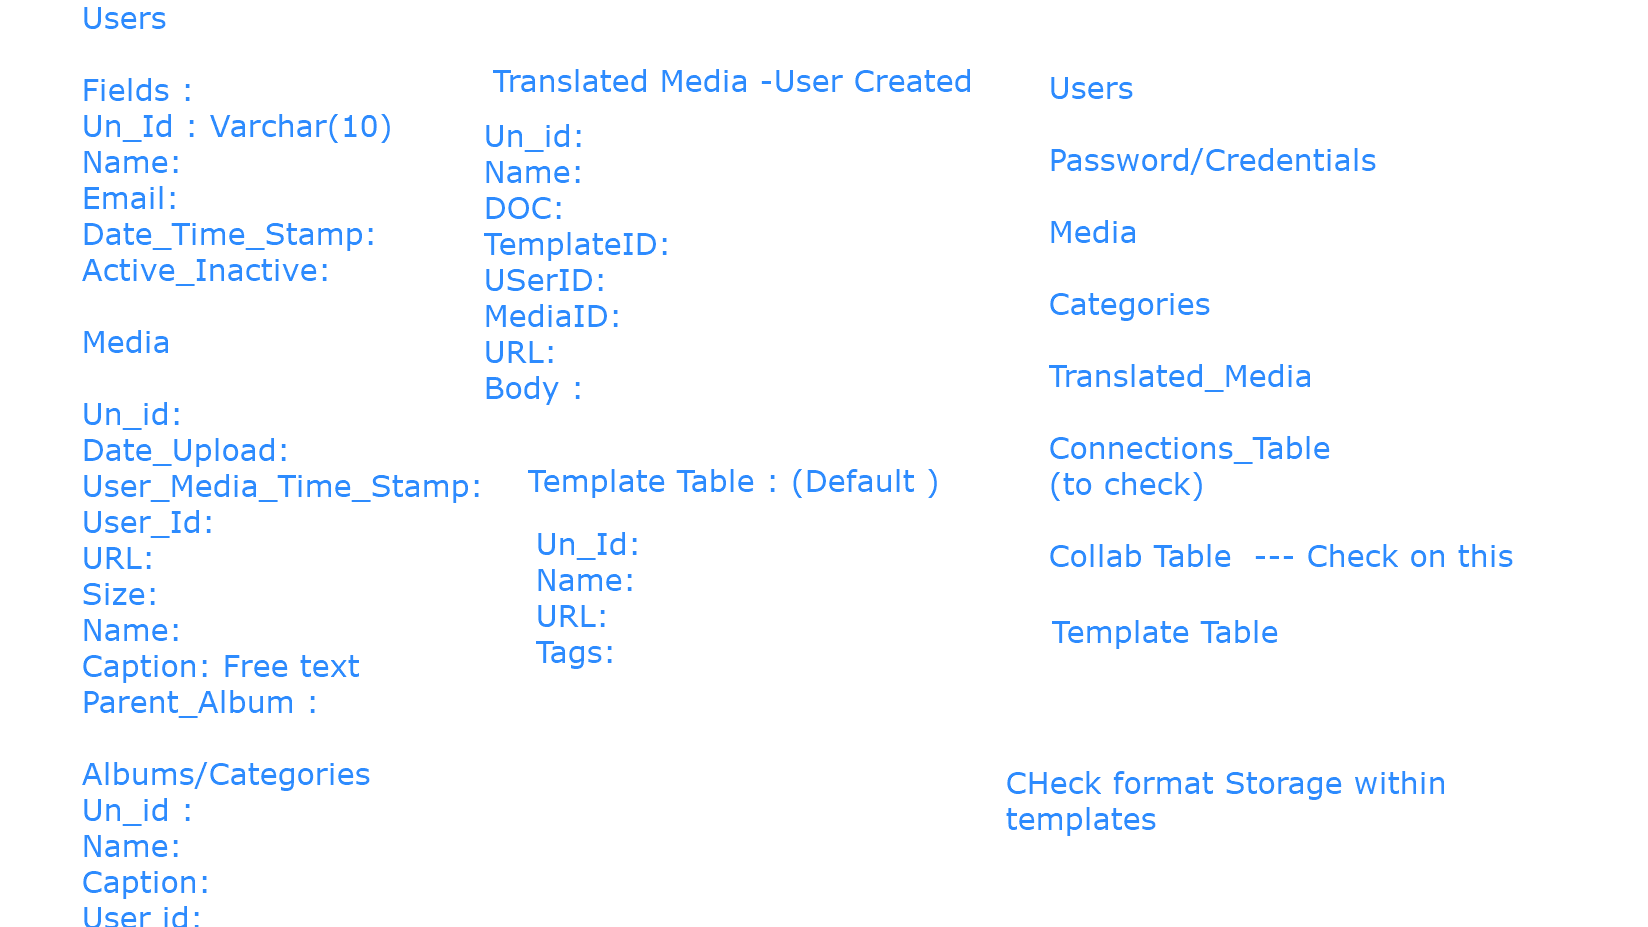 Users
Fields :
Un_Id : Varchar(10)
Name:
Email:
Date_Time_Stamp:
Active_Inactive:
Media
Un_id:
Date_Upload:
User_Media_Time_Stamp:
User_Id:
URL:
Size:
Name:
Caption: Free text
Parent_Album :
Albums/Categories
Un_id :
Name:
Caption:
User id:
Translated Media -User Created
Un_id:
Name:
DOC:
TemplateID:
USerID:
MediaID:
URL:
Body :
Template Table : (Default )
Un_Id:
Name:
URL:
Tags:
Users
Password/Credentials
Media
Categories
Translated_Media
Connections_Table
(to check)
Collab Table --- Check on this
Template Table
CHeck format Storage within
templates